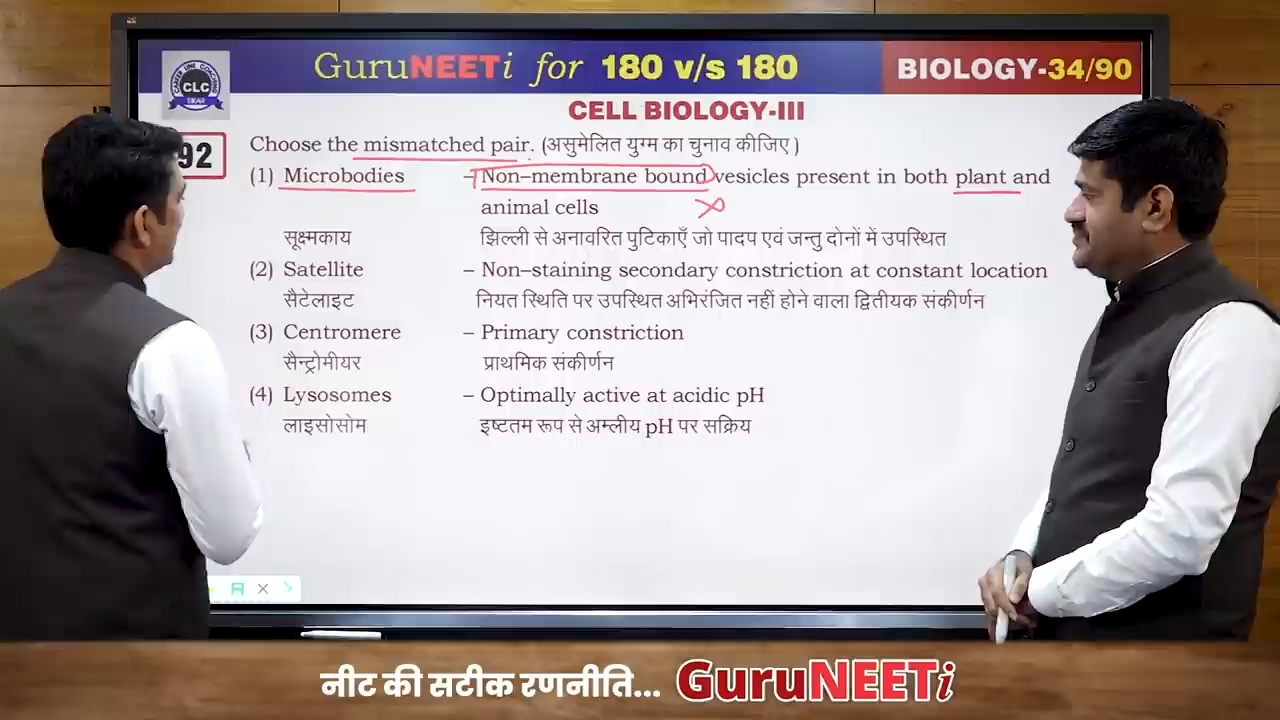 GuruNEETi for 180 v/s 180 BIOLOGY-34/90
CAREER LINE COACHING
CLC
SIKAR
CELL BIOLOGY-III
92 Choose the mismatched pair. (असुमेलित युग्म का चुनाव कीजिए )
(1) Microbodies – Non–membrane bound vesicles present in both plant and
animal cells
सूक्ष्मकाय झिल्ली से अनावरित पुटिकाएँ जो पादप एवं जन्तु दोनों में उपस्थित
(2) Satellite – Non–staining secondary constriction at constant location
सैटेलाइट नियत स्थिति पर उपस्थित अभिरंजित नहीं होने वाला द्वितीयक संकीर्णन
(3) Centromere – Primary constriction
सैन्ट्रोमीयर प्राथमिक संकीर्णन
(4) Lysosomes – Optimally active at acidic pH
लाइसोसोम इष्टतम रूप से अम्लीय pH पर सक्रिय
नीट की सटीक रणनीति... GuruNEETi